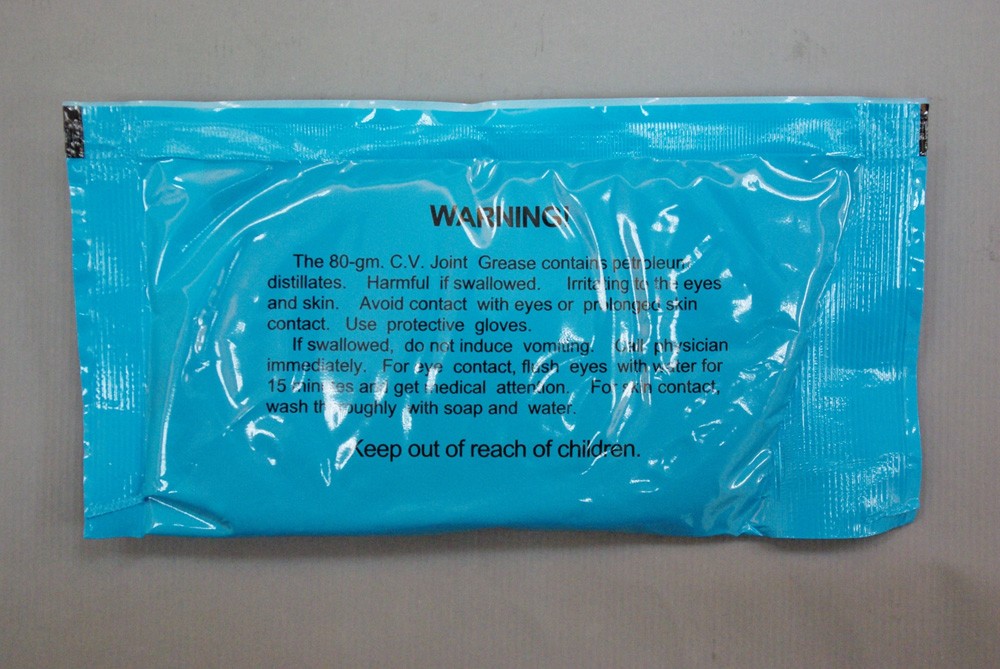 WARNING!
The 80-gm. C.V. Joint Grease contains petroleum
distillates. Harmful if swallowed. Irritating to the eyes
and skin. Avoid contact with eyes or prolonged skin
contact. Use protective gloves.
If swallowed, do not induce vomiting. Call physician
immediately. For eye contact, flush eyes with water for
15 minutes and get medical attention. For skin contact,
wash thoroughly with soap and water.
Keep out of reach of children.